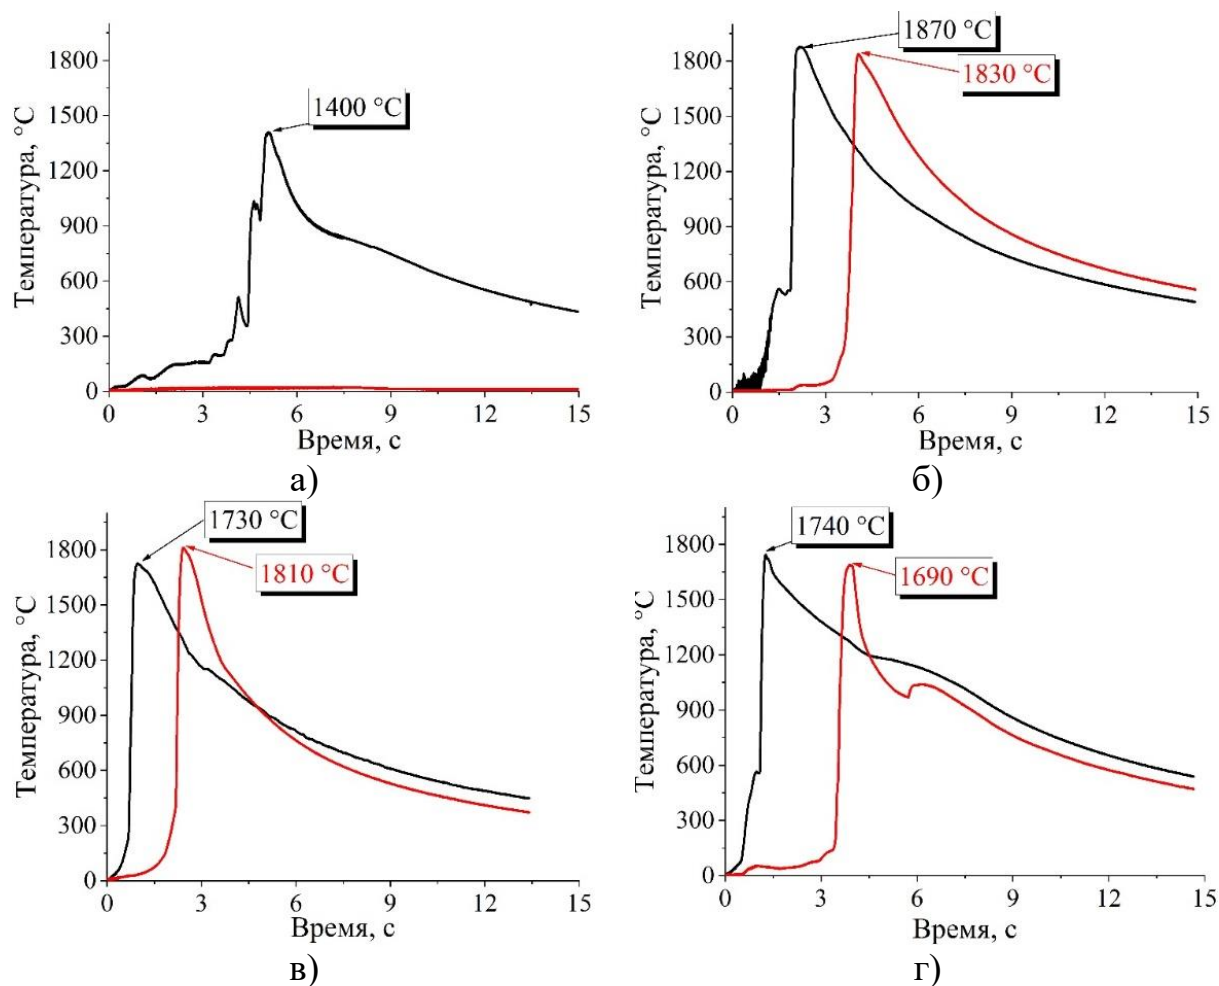 1400 °C
Температура, °C
1800
1500
1200
900
600
300
0
0 3 6 9 12 15
Время, с
а)
1870 °C
1830 °C
Температура, °C
1800
1500
1200
900
600
300
0
0 3 6 9 12 15
Время, с
б)
1730 °C
1810 °C
Температура, °C
1800
1500
1200
900
600
300
0
0 3 6 9 12 15
Время, с
в)
1740 °C
1690 °C
Температура, °C
1800
1500
1200
900
600
300
0
0 3 6 9 12 15
Время, с
г)